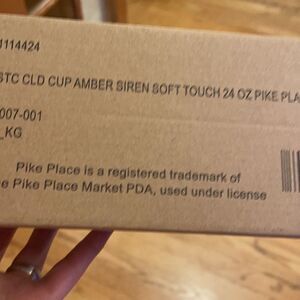 1114424
STC CLD CUP AMBER SIREN SOFT TOUCH 24 OZ PIKE PLA
007-001
_KG
Pike Place is a registered trademark of
e Pike Place Market PDA, used under license